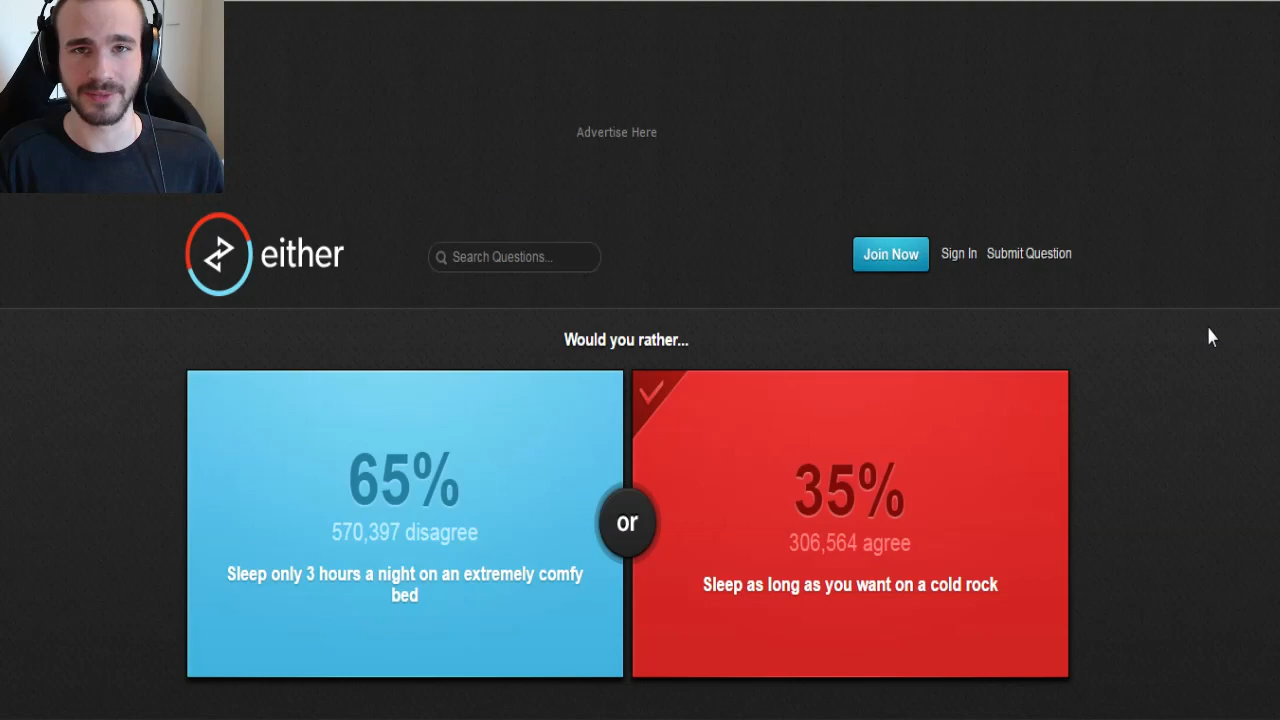 Advertise Here
either
Search Questions...
Join Now
Sign In
Submit Question
Would you rather...
65%
570,397 disagree
Sleep only 3 hours a night on an extremely comfy
bed
or
35%
306,564 agree
Sleep as long as you want on a cold rock